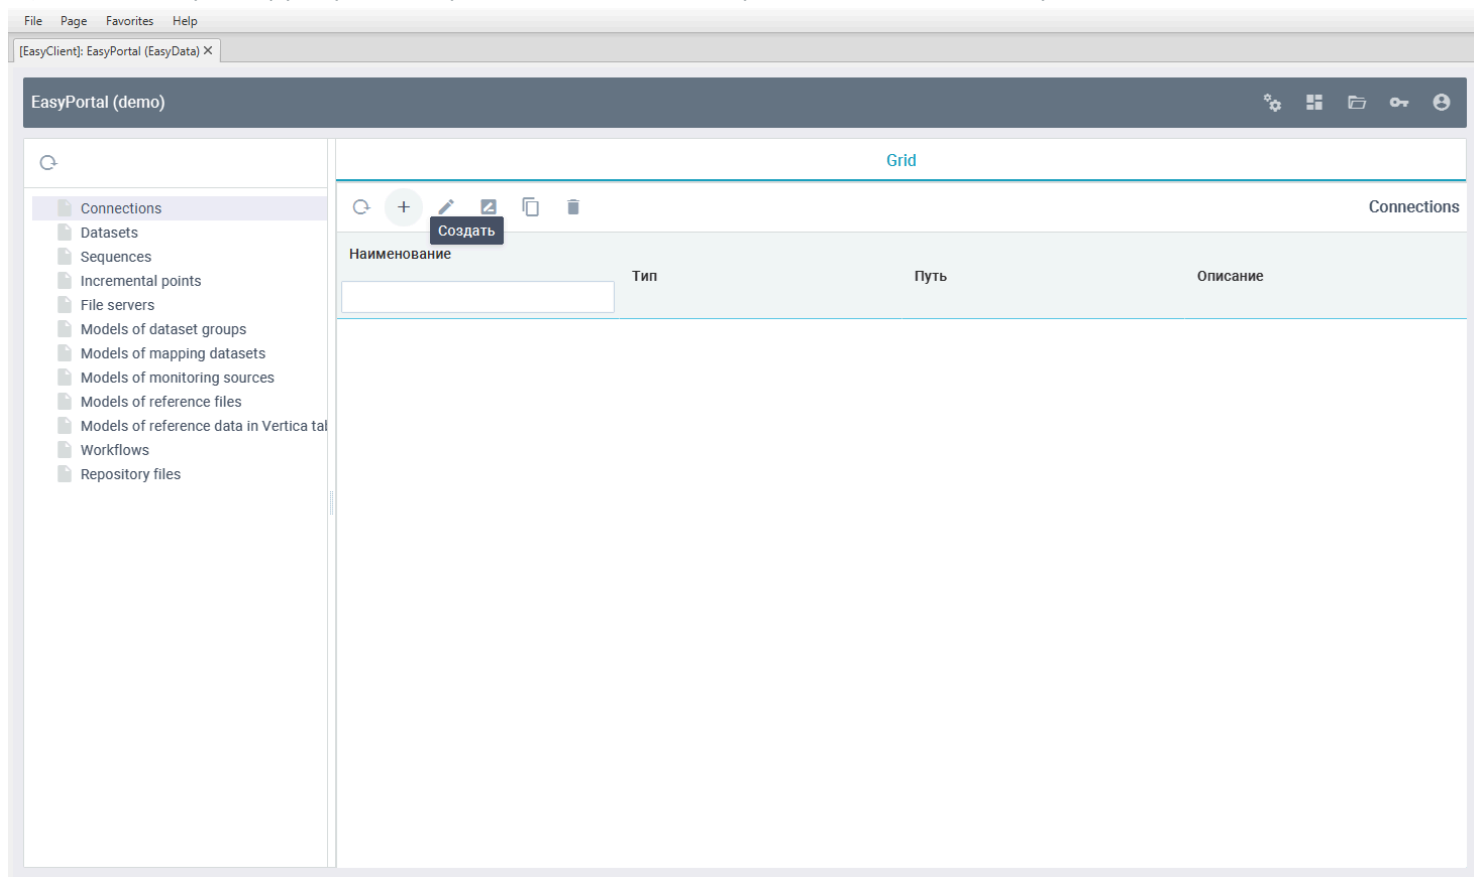 File Page Favorites Help
[EasyClient]: EasyPortal (EasyData) ×
EasyPortal (demo)
Grid
Connections
Datasets
Sequences
Incremental points
File servers
Models of dataset groups
Models of mapping datasets
Models of monitoring sources
Models of reference files
Models of reference data in Vertica tal
Workflows
Repository files
Connections
Создать
Наименование
Тип
Путь
Описание